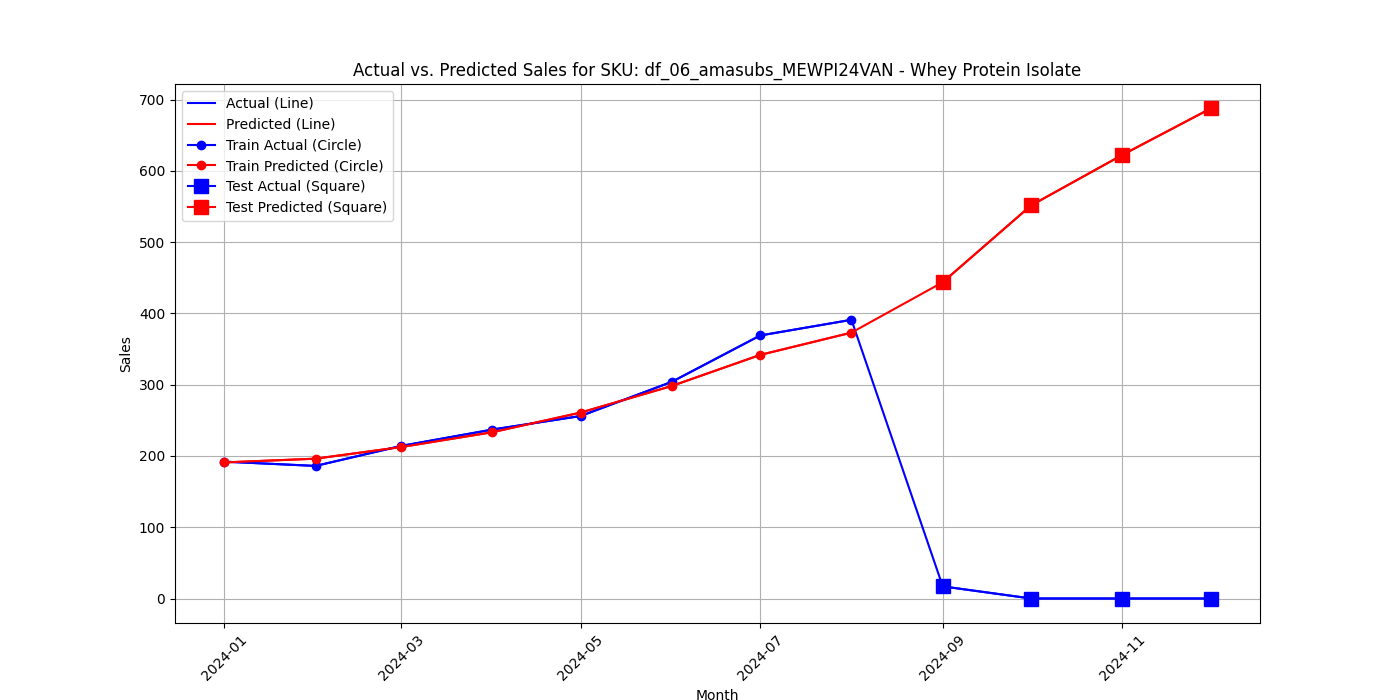 Actual vs. Predicted Sales for SKU: df_06_amasubs_MEWPI24VAN - Whey Protein Isolate
Actual (Line)
Predicted (Line)
Train Actual (Circle)
Train Predicted (Circle)
Test Actual (Square)
Test Predicted (Square)
700
600
500
400
300
200
100
0
Sales
2024-01
2024-03
2024-05
2024-07
2024-09
2024-11
Month